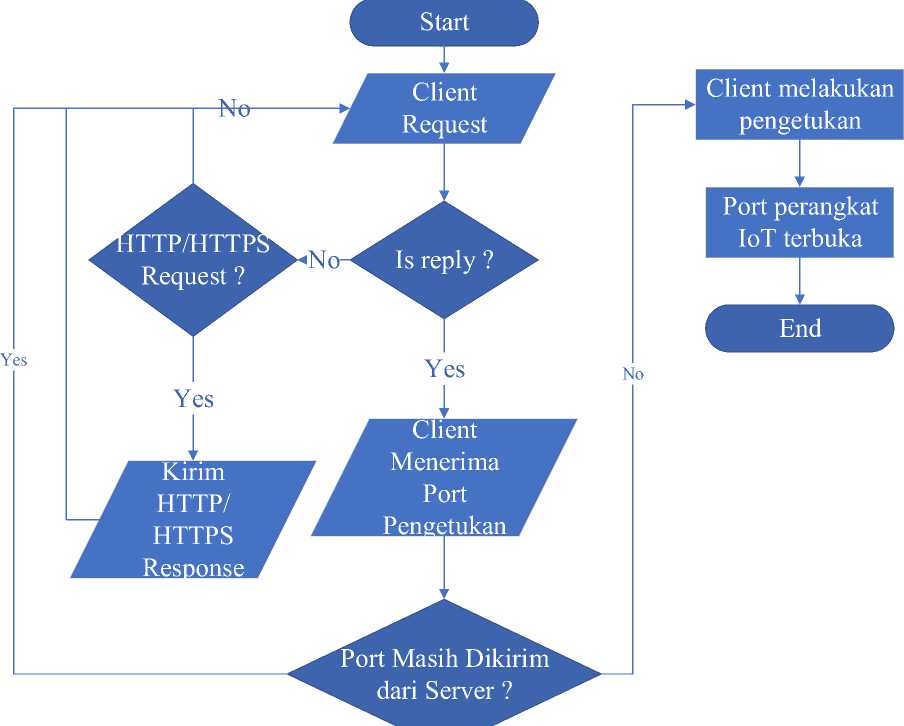 Start
Client
Request
No
HTTP/HTTPS
Request ?
No
Is reply ?
Yes
Yes
Kirim
HTTP/
HTTPS
Response
Client
Menerima
Port
Pengetukan
Yes
Port Masih Dikirim
dari Server ?
No
Client melakukan
pengetukan
Port perangkat
IoT terbuka
End